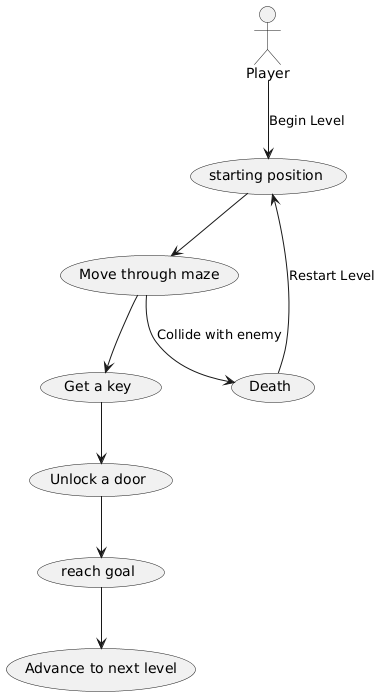 Player
Begin Level
starting position
Move through maze
Restart Level
Collide with enemy
Get a key
Death
Unlock a door
reach goal
Advance to next level